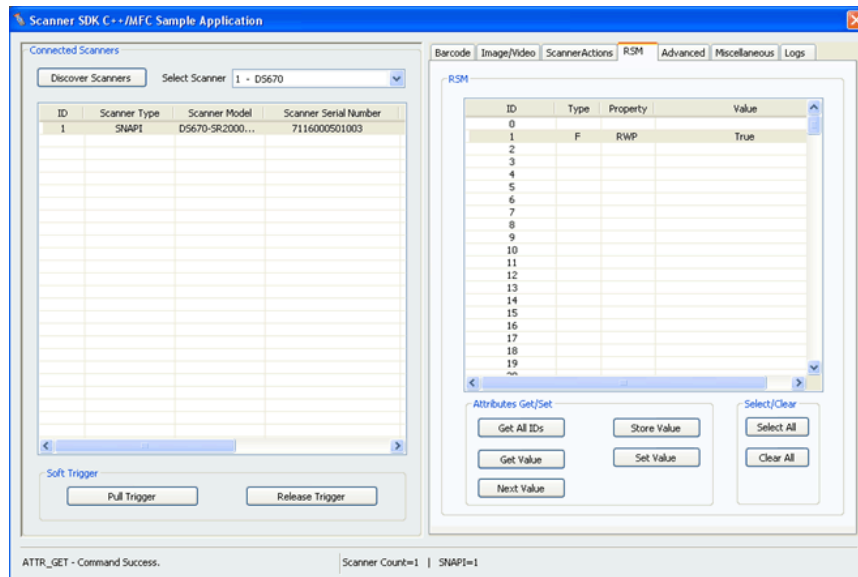 Scanner SDK C++/MFC Sample Application
Connected Scanners
Discover Scanners Select Scanner 1 - DS670
ID Scanner Type Scanner Model Scanner Serial Number
1 SNAPI DS670-SR2000... 7116000501003
Soft Trigger
Pull Trigger Release Trigger
Barcode Image/Video ScannerActions RSM Advanced Miscellaneous Logs
RSM
ID Type Property Value
0
1 F RWP True
2
3
4
5
6
7
8
9
10
11
12
13
14
15
16
17
18
19
Attributes Get/Set
Get All IDs Store Value
Get Value Set Value
Next Value
Select/Clear
Select All
Clear All
ATTR_GET - Command Success. Scanner Count=1 | SNAPI=1